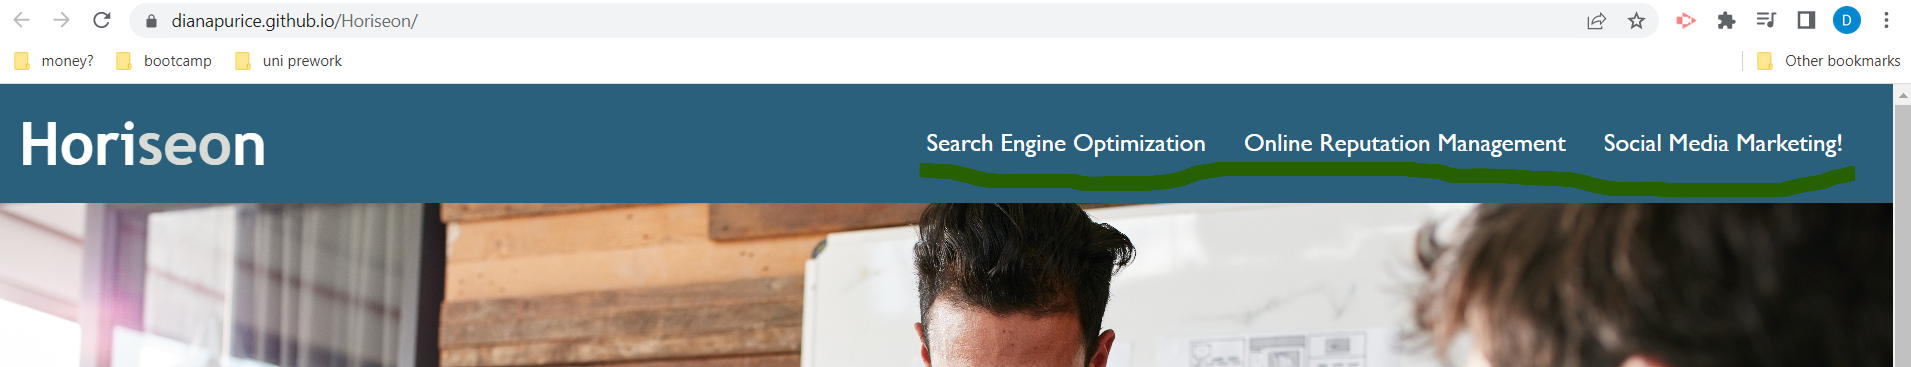 dianapurice.github.io/Horiseon/
D
money? bootcamp uni prework Other bookmarks
Horiseon Search Engine Optimization Online Reputation Management Social Media Marketing!